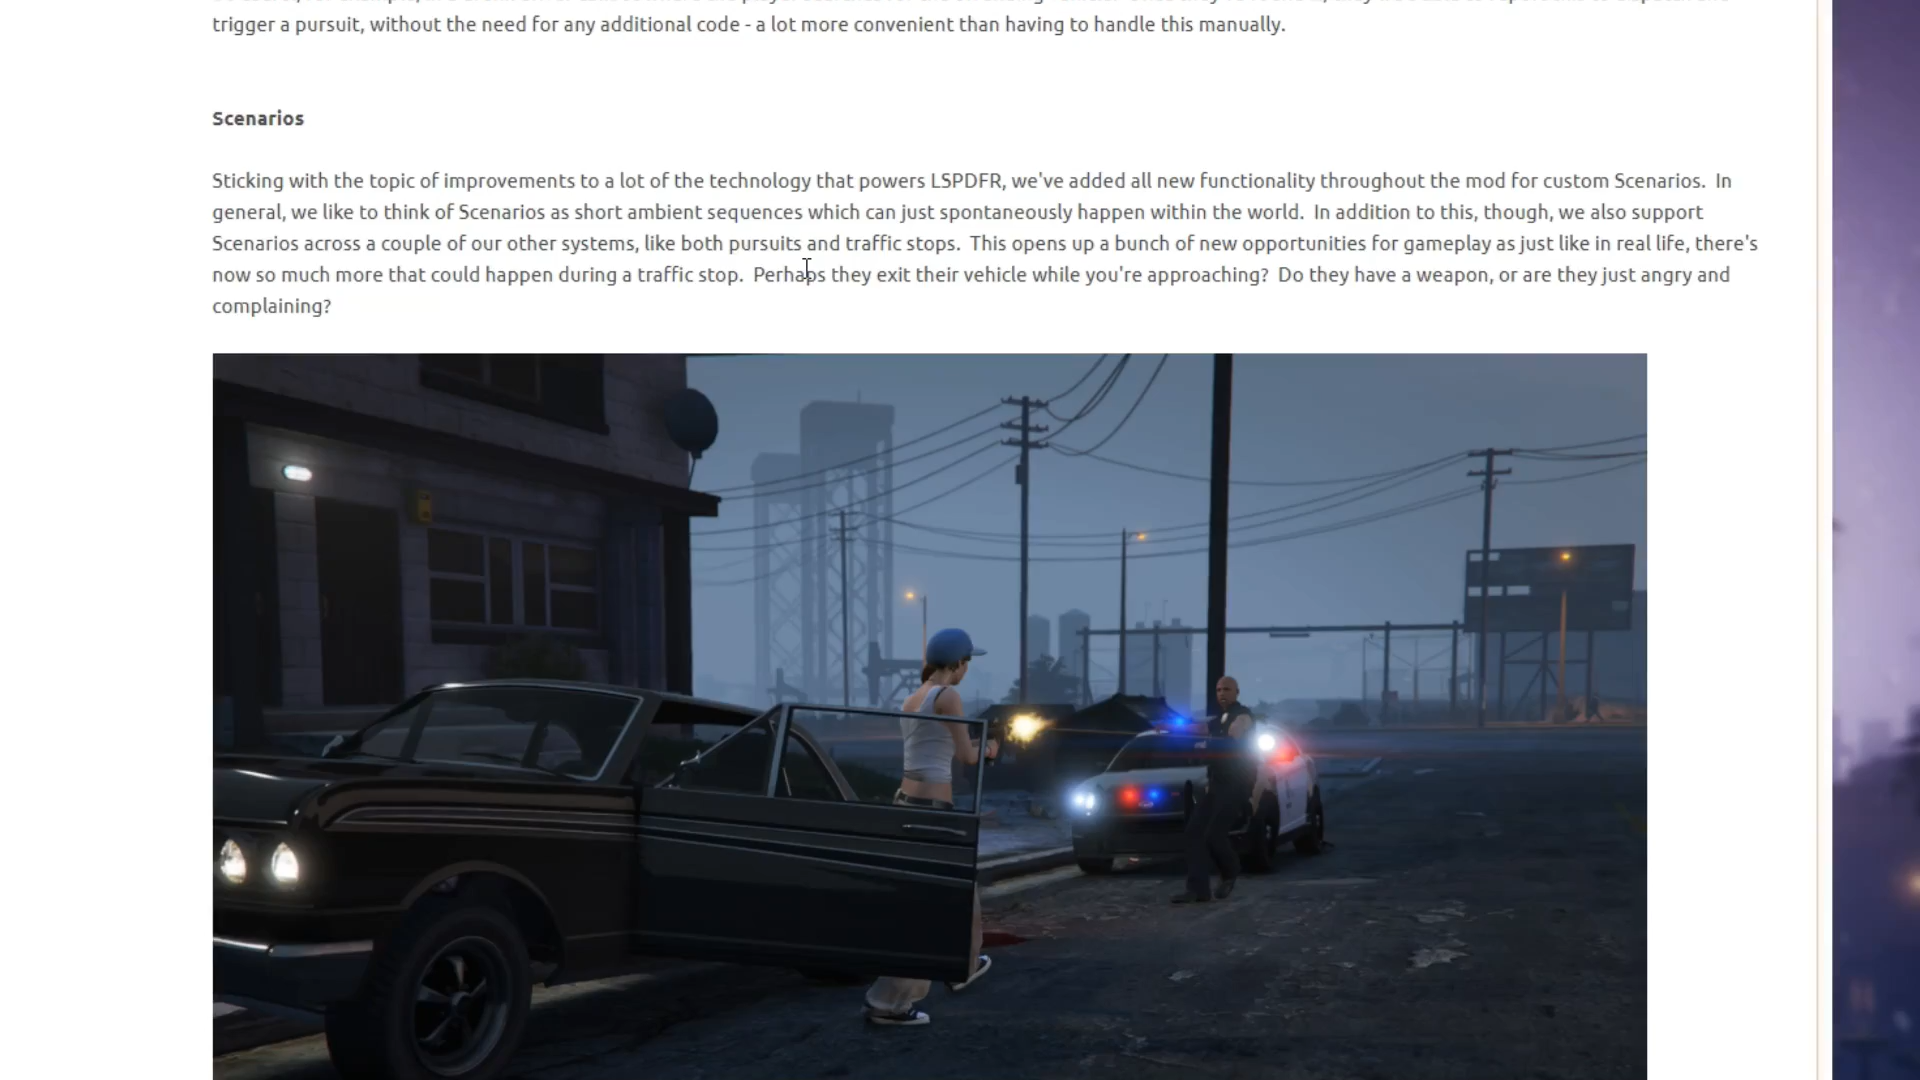 trigger a pursuit, without the need for any additional code - a lot more convenient than having to handle this manually.
Scenarios
Sticking with the topic of improvements to a lot of the technology that powers LSPDFR, we've added all new functionality throughout the mod for custom Scenarios.  In
general, we like to think of Scenarios as short ambient sequences which can just spontaneously happen within the world.  In addition to this, though, we also support
Scenarios across a couple of our other systems, like both pursuits and traffic stops.  This opens up a bunch of new opportunities for gameplay as just like in real life, there's
now so much more that could happen during a traffic stop.  Perhaps they exit their vehicle while you're approaching?  Do they have a weapon, or are they just angry and
complaining?